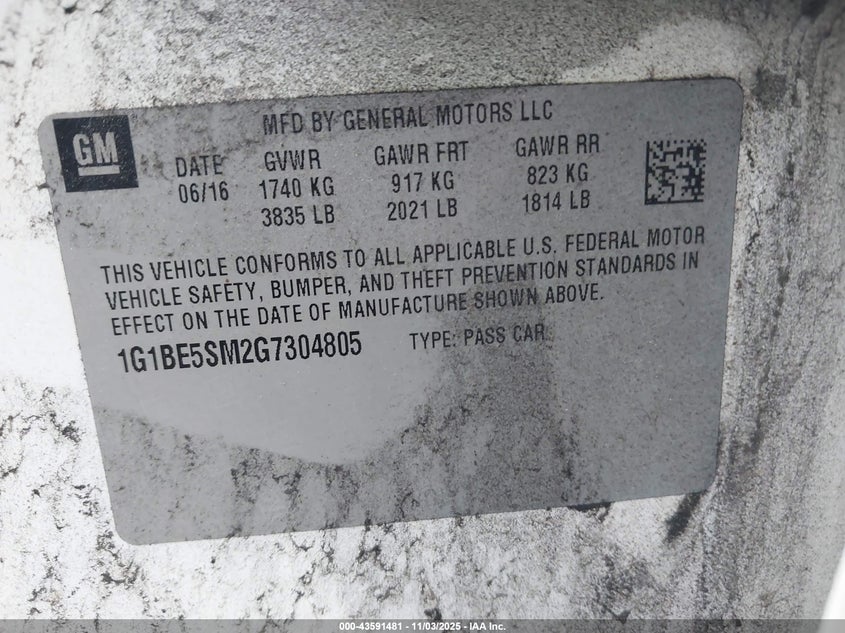 GM
MFD BY GENERAL MOTORS LLC
DATE GVWR GAWR FRT GAWR RR
06/16 1740 KG 917 KG 823 KG
3835 LB 2021 LB 1814 LB
THIS VEHICLE CONFORMS TO ALL APPLICABLE U.S. FEDERAL MOTOR
VEHICLE SAFETY, BUMPER, AND THEFT PREVENTION STANDARDS IN
EFFECT ON THE DATE OF MANUFACTURE SHOWN ABOVE.
1G1BE5SM2G7304805 TYPE: PASS CAR
000-43591481 - 11/03/2025 - IAA Inc.